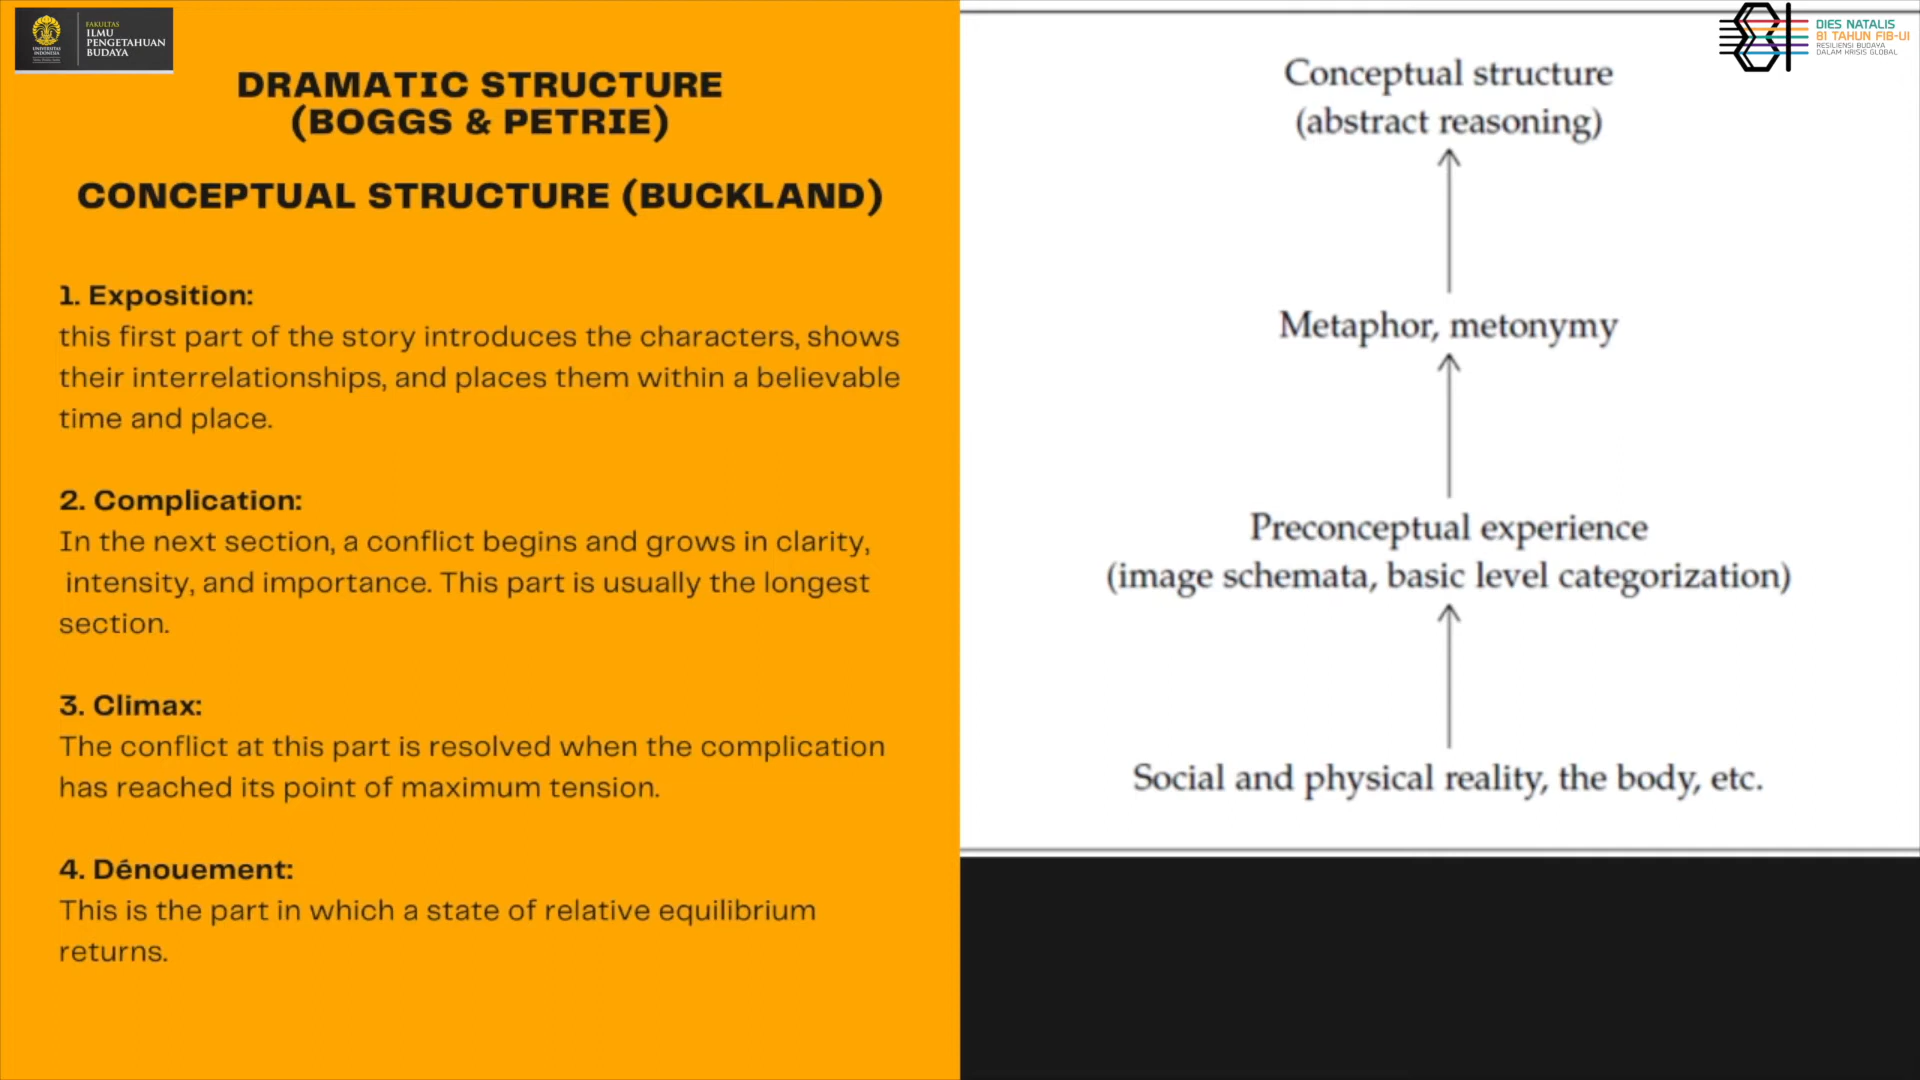 FAKULTAS
ILMU
PENGETAHUAN
BUDAYA
UNIVERSITAS
INDONESIA
DRAMATIC STRUCTURE
(BOGGS & PETRIE)
CONCEPTUAL STRUCTURE (BUCKLAND)
1. Exposition:
this first part of the story introduces the characters, shows
their interrelationships, and places them within a believable
time and place.
2. Complication:
In the next section, a conflict begins and grows in clarity,
intensity, and importance. This part is usually the longest
section.
3. Climax:
The conflict at this part is resolved when the complication
has reached its point of maximum tension.
4. Dénouement:
This is the part in which a state of relative equilibrium
returns.
81
DIES NATALIS
81 TAHUN FIB-UI
RESILIENSI BUDAYA
DALAM KRISIS GLOBAL
Conceptual structure
(abstract reasoning)
Metaphor, metonymy
Preconceptual experience
(image schemata, basic level categorization)
Social and physical reality, the body, etc.